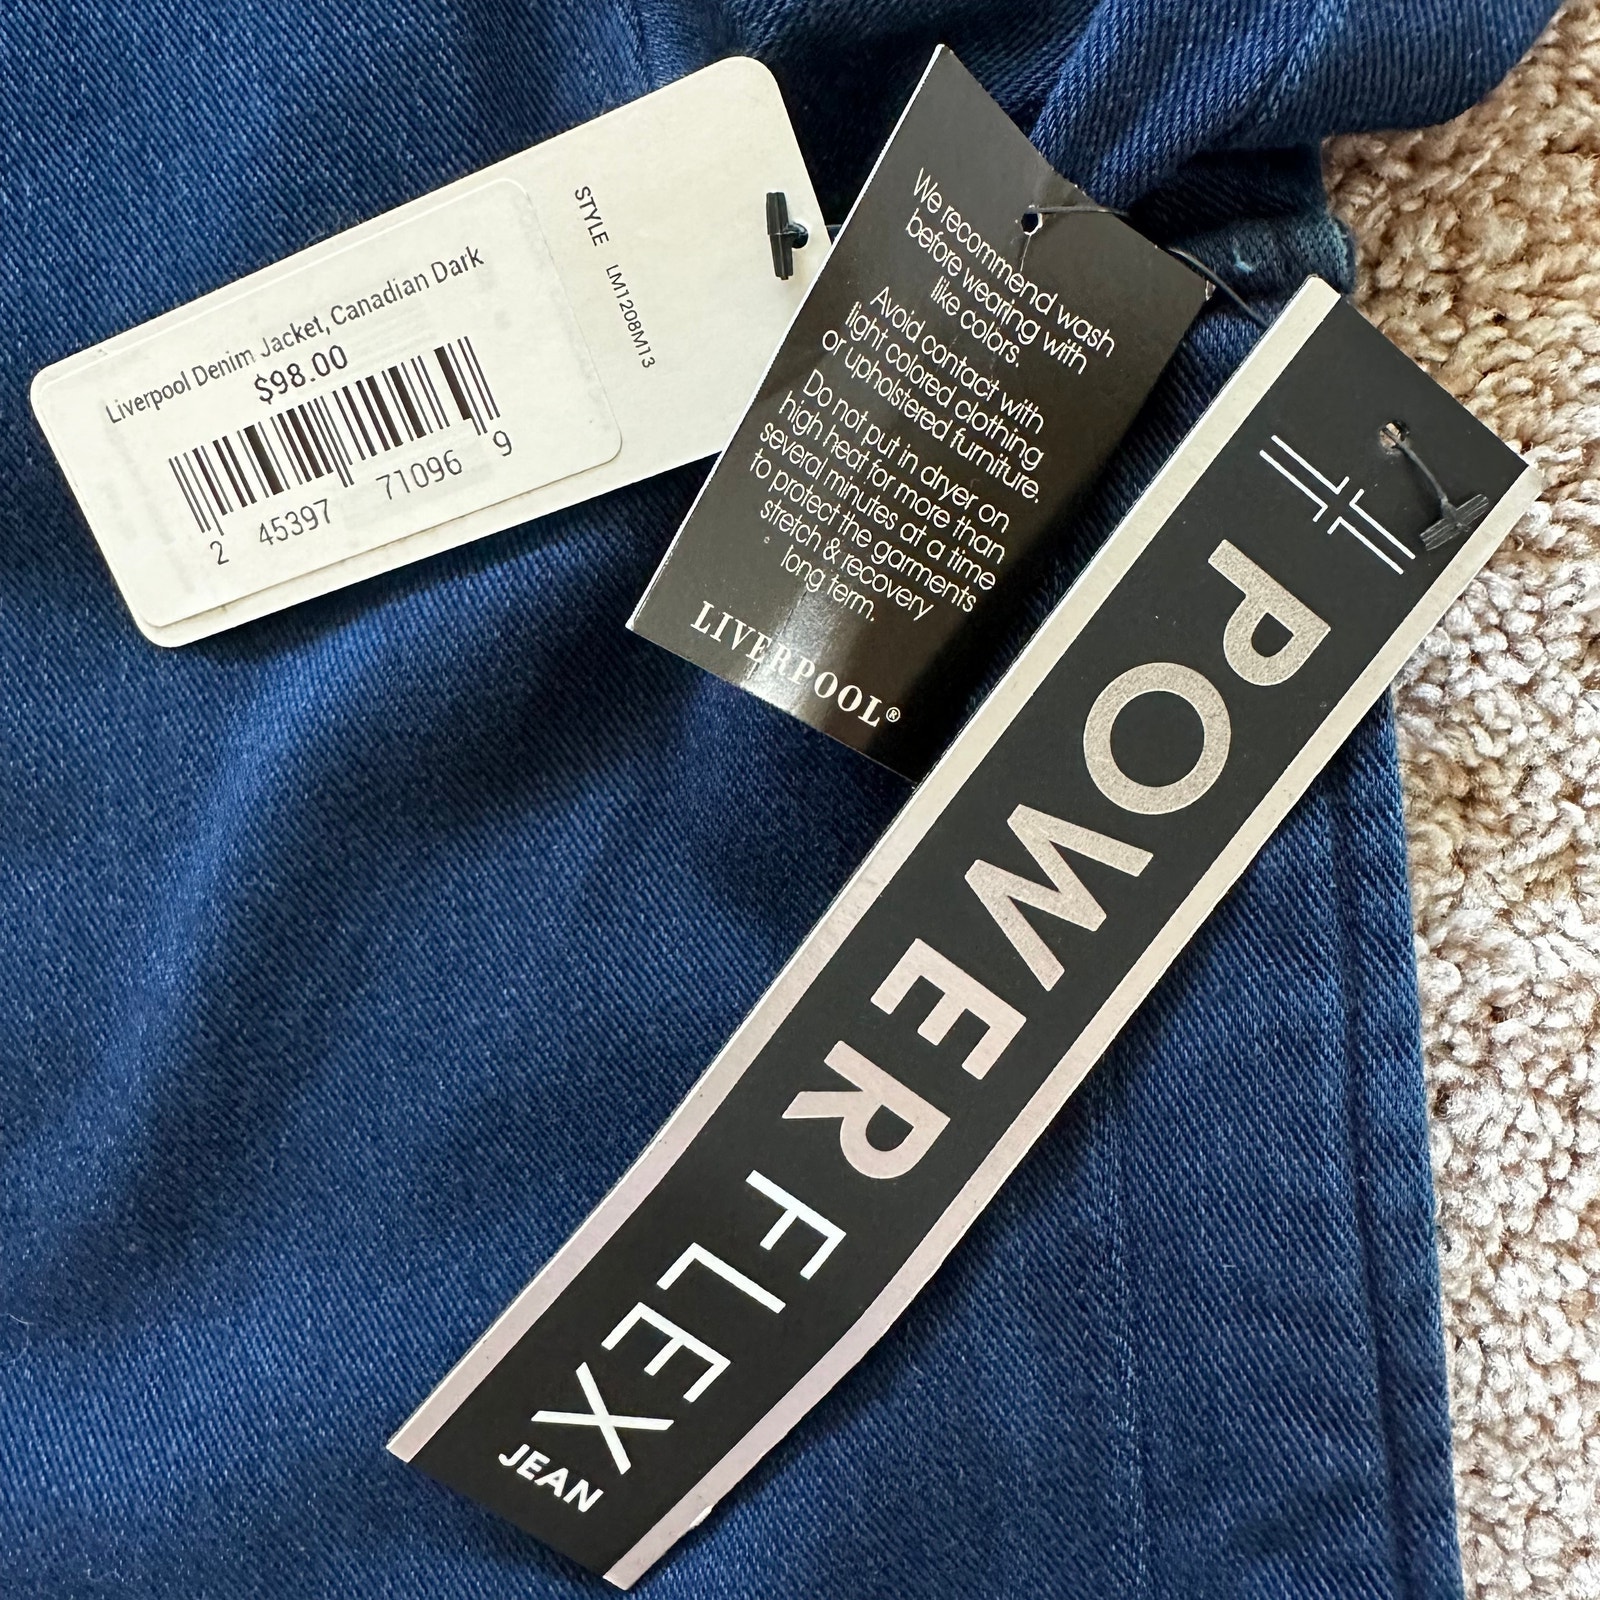 Liverpool Denim Jacket, Canadian Dark
$98.00
2 45397 71096 9
STYLE LM1208M13
We recommend wash
before wearing with
like colors.
Avoid contact with
light colored clothing
or upholstered furniture.
Do not put in dryer on
high heat for more than
several minutes at a time
to protect the garments
stretch & recovery
long term.
LIVERPOOL®
POWERFLEX
JEAN